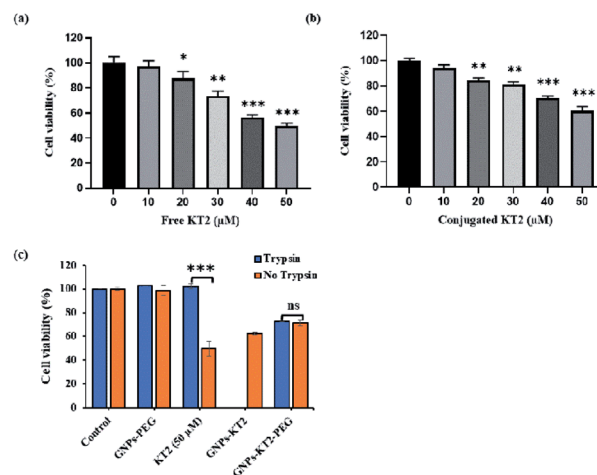 (a)
(b)
Cell viability (%)
120
100
80
60
40
20
0
*
**
***
***
0 10 20 30 40 50
Free KT2 (µM)
Cell viability (%)
120
100
80
60
40
20
0
**
**
***
***
0 10 20 30 40 50
Conjugated KT2 (µM)
(c)
Cell viability (%)
120
100
80
60
40
20
0
Trypsin
No Trypsin
***
ns
Control
GNPs-PEG
KT2 (50 µM)
GNPs-KT2
GNPs-KT2-PEG